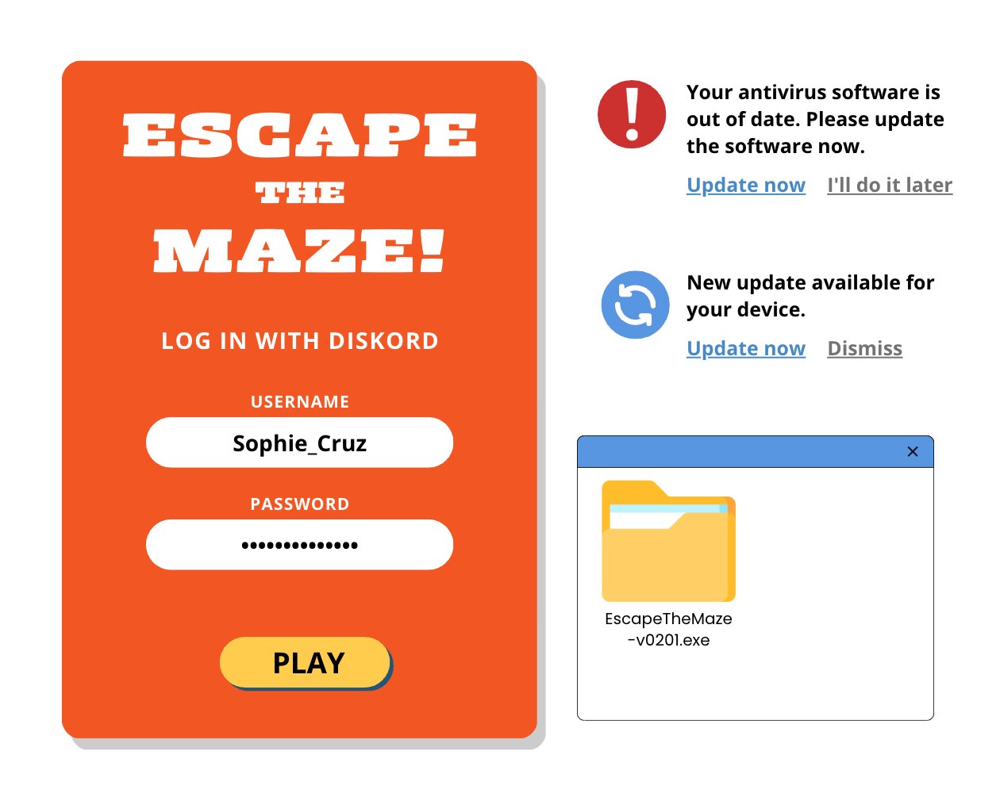 ESCAPE
THE
MAZE!
LOG IN WITH DISKORD
USERNAME
Sophie_Cruz
PASSWORD
••••••••••••••
PLAY
Your antivirus software is
out of date. Please update
the software now.
Update now I'll do it later
New update available for
your device.
Update now Dismiss
EscapeTheMaze
-v0201.exe